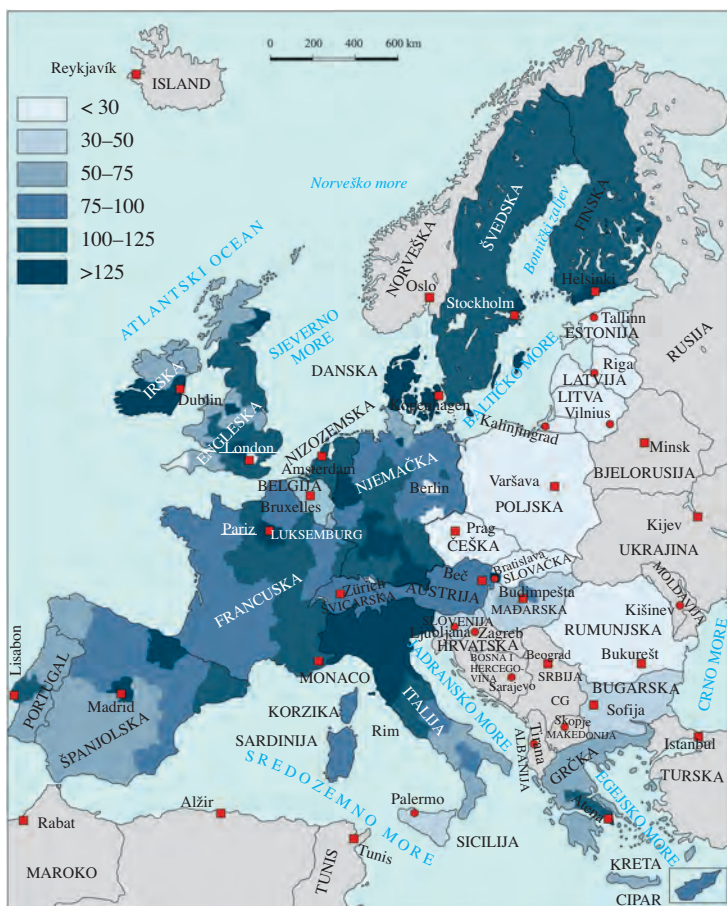 0 200 400 600 km
Reykjavík
ISLAND
< 30
30–50
50–75
75–100
100–125
>125
Norveško more
ATLANTSKI OCEAN
SJEVERNO
MORE
NORVEŠKA
ŠVEDSKA
Botnički zaljev
FINSKA
Oslo
Stockholm
Helsinki
Tallinn
ESTONIJA
RUSIJA
Riga
LATVIJA
LITVA
Vilnius
BALTIČKO MORE
DANSKA
Kopenhagen
Kalinjingrad
IRSKA
Dublin
ENGLESKA
London
NIZOZEMSKA
Amsterdam
BELGIJA
Bruxelles
NJEMAČKA
Berlin
Varšava
POLJSKA
Minsk
BJELORUSIJA
Kijev
UKRAJINA
Pariz
LUKSEMBURG
Prag
ČEŠKA
Bratislava
SLOVAČKA
FRANCUSKA
Zürich
ŠVICARSKA
Beč
AUSTRIJA
Budimpešta
MAĐARSKA
MOLDAVIJA
Kišinev
RUMUNJSKA
Bukurešt
SLOVENIJA
Ljubljana
Zagreb
HRVATSKA
BOSNA I
HERCEGO
VINA
Sarajevo
Beograd
SRBIJA
CG
BUGARSKA
Sofija
CRNO MORE
Lisabon
PORTUGAL
Madrid
ŠPANJOLSKA
MONACO
KORZIKA
SARDINIJA
Rim
ITALIJA
JADRANSKO MORE
Skopje
MAKEDONIJA
Tirana
ALBANIJA
GRČKA
Atena
EGEJSKO MORE
Istanbul
TURSKA
SREDOZEMNO MORE
Palermo
SICILIJA
Rabat
MAROKO
Alžir
TUNIS
Tunis
KRETA
CIPAR